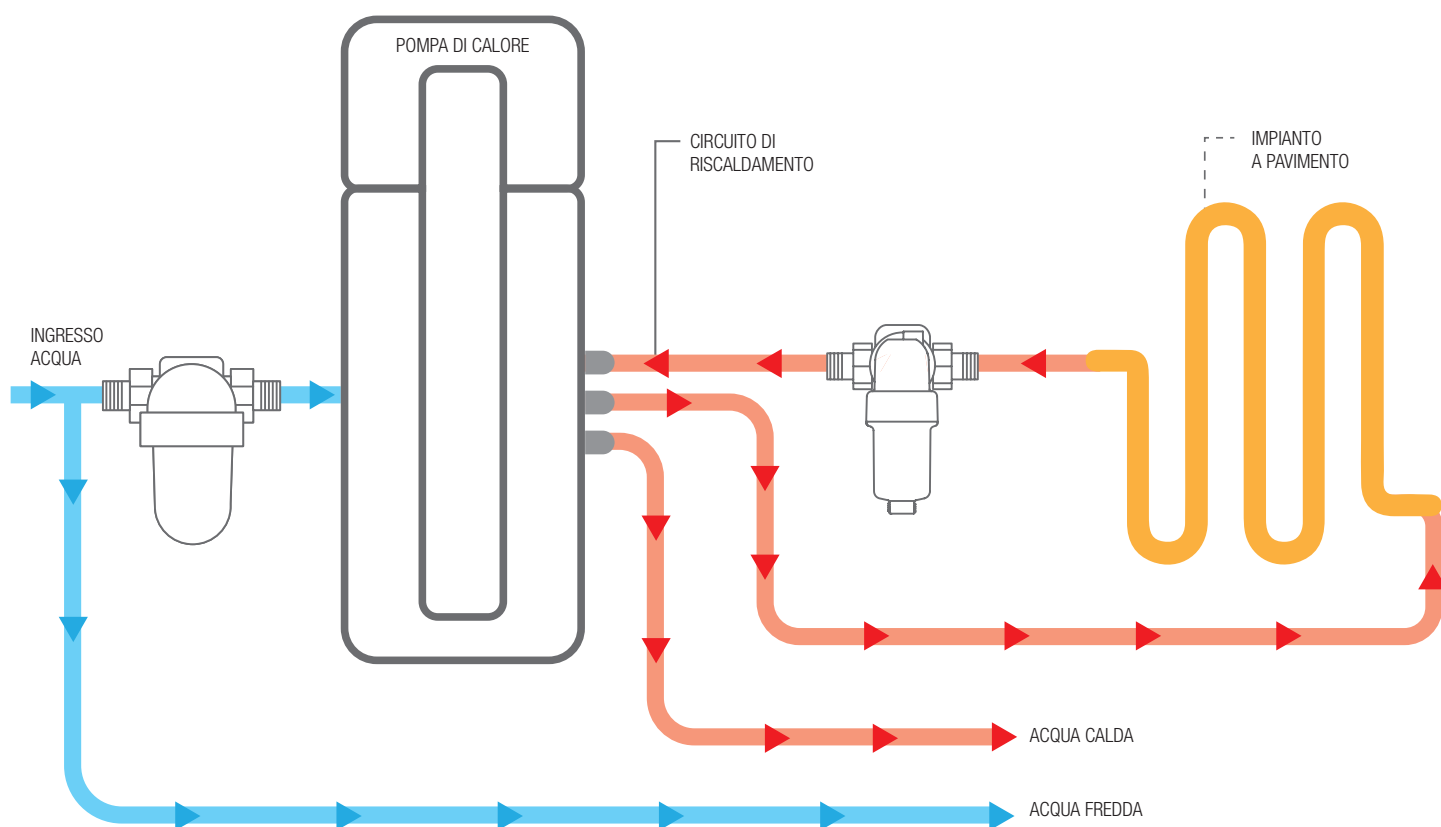 POMPA DI CALORE
CIRCUITO DI
RISCALDAMENTO
IMPIANTO
A PAVIMENTO
INGRESSO
ACQUA
ACQUA CALDA
ACQUA FREDDA